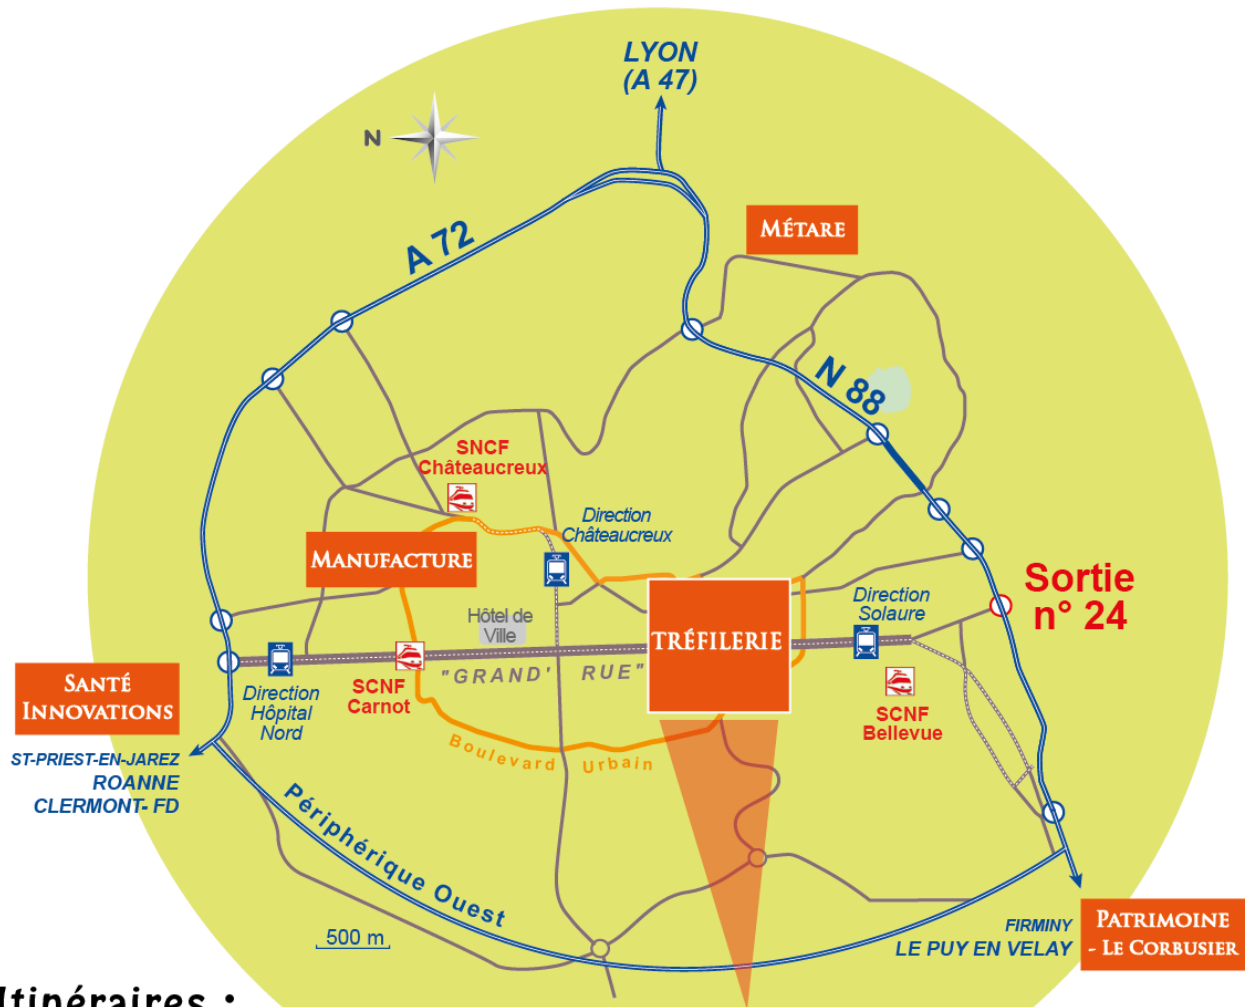 LYON
(A 47)
N
A 72
MÉTARE
N 88
SNCF
Châteaucreux
Direction
Châteaucreux
MANUFACTURE
Sortie
n° 24
Direction
Solaure
Hôtel de
Ville
TRÉFILERIE
"GRAND' RUE"
SANTÉ
INNOVATIONS
Direction
Hôpital
Nord
SCNF
Carnot
SCNF
Bellevue
Boulevard Urbain
ST-PRIEST-EN-JAREZ
ROANNE
CLERMONT- FD
Périphérique Ouest
500 m
FIRMINY
LE PUY EN VELAY
PATRIMOINE
- LE CORBUSIER
Itinéraires :